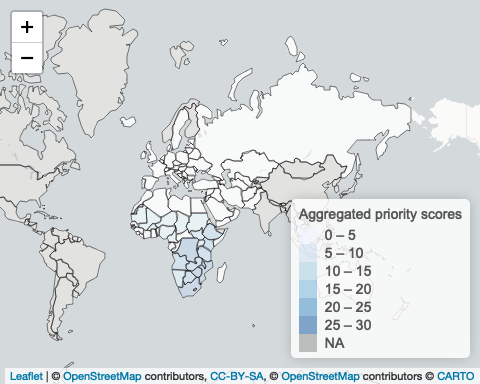 +
−
Aggregated priority scores
0 – 5
5 – 10
10 – 15
15 – 20
20 – 25
25 – 30
NA
Leaflet | © OpenStreetMap contributors, CC-BY-SA, © OpenStreetMap contributors © CARTO